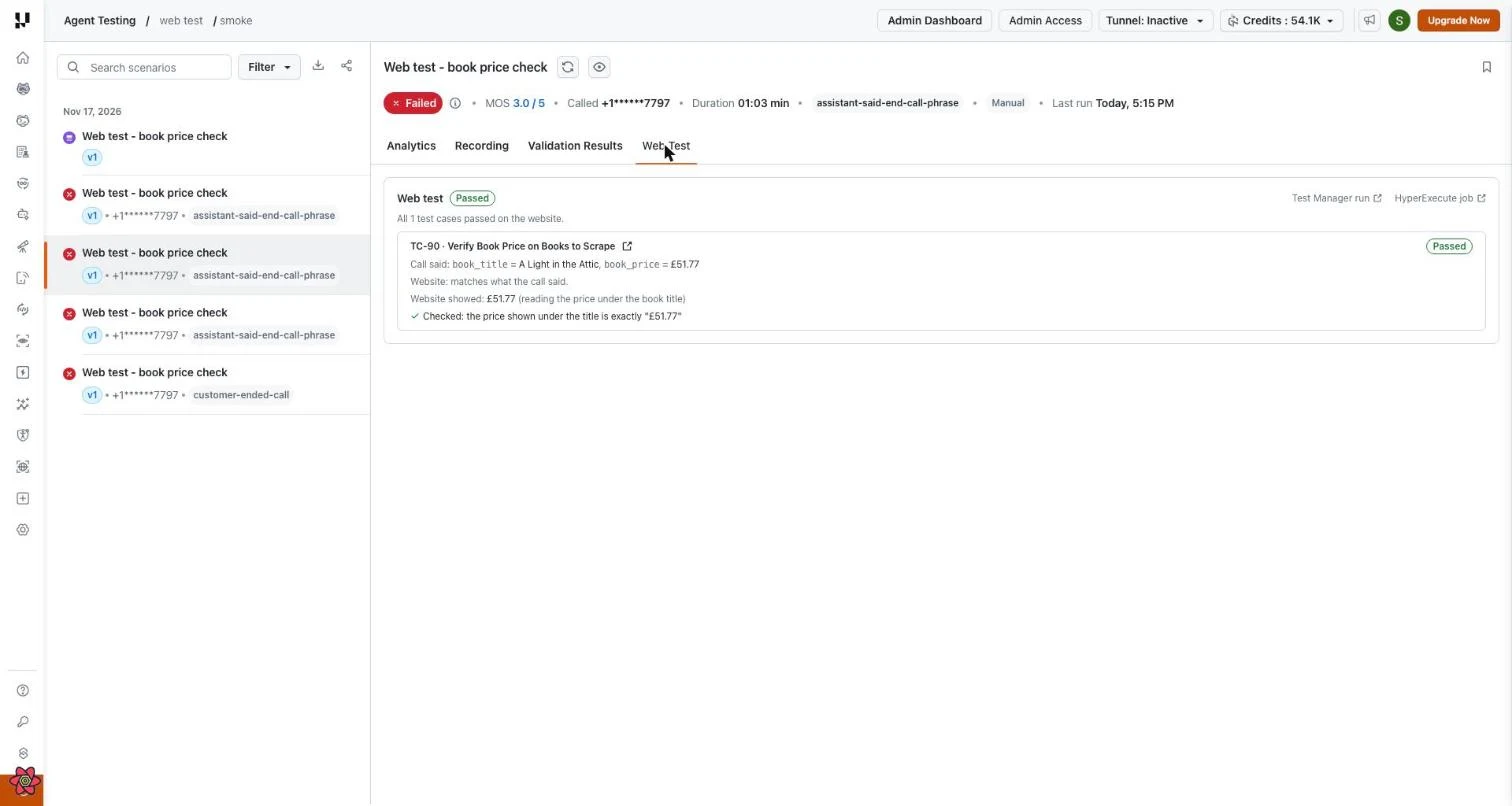 Agent Testing / web test / smoke
Admin Dashboard
Admin Access
Tunnel: Inactive
Credits : 54.1K
S
Upgrade Now
Search scenarios
Filter
Nov 17, 2026
Web test - book price check
v1
Web test - book price check
v1 • +1******7797 • assistant-said-end-call-phrase
Web test - book price check
v1 • +1******7797 • assistant-said-end-call-phrase
Web test - book price check
v1 • +1******7797 • assistant-said-end-call-phrase
Web test - book price check
v1 • +1******7797 • customer-ended-call
Web test - book price check
Failed • MOS 3.0 / 5 • Called +1******7797 • Duration 01:03 min • assistant-said-end-call-phrase • Manual • Last run Today, 5:15 PM
Analytics
Recording
Validation Results
Web Test
Web test Passed
Test Manager run
HyperExecute job
All 1 test cases passed on the website.
TC-90 · Verify Book Price on Books to Scrape
Passed
Call said: book_title = A Light in the Attic, book_price = £51.77
Website: matches what the call said.
Website showed: £51.77 (reading the price under the book title)
✓ Checked: the price shown under the title is exactly "£51.77"